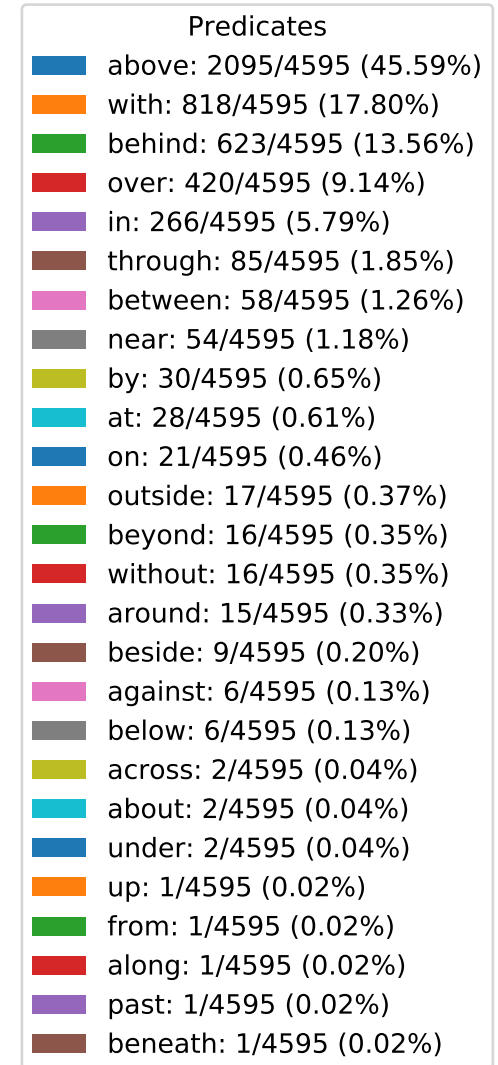 Predicates
above: 2095/4595 (45.59%)
with: 818/4595 (17.80%)
behind: 623/4595 (13.56%)
over: 420/4595 (9.14%)
in: 266/4595 (5.79%)
through: 85/4595 (1.85%)
between: 58/4595 (1.26%)
near: 54/4595 (1.18%)
by: 30/4595 (0.65%)
at: 28/4595 (0.61%)
on: 21/4595 (0.46%)
outside: 17/4595 (0.37%)
beyond: 16/4595 (0.35%)
without: 16/4595 (0.35%)
around: 15/4595 (0.33%)
beside: 9/4595 (0.20%)
against: 6/4595 (0.13%)
below: 6/4595 (0.13%)
across: 2/4595 (0.04%)
about: 2/4595 (0.04%)
under: 2/4595 (0.04%)
up: 1/4595 (0.02%)
from: 1/4595 (0.02%)
along: 1/4595 (0.02%)
past: 1/4595 (0.02%)
beneath: 1/4595 (0.02%)